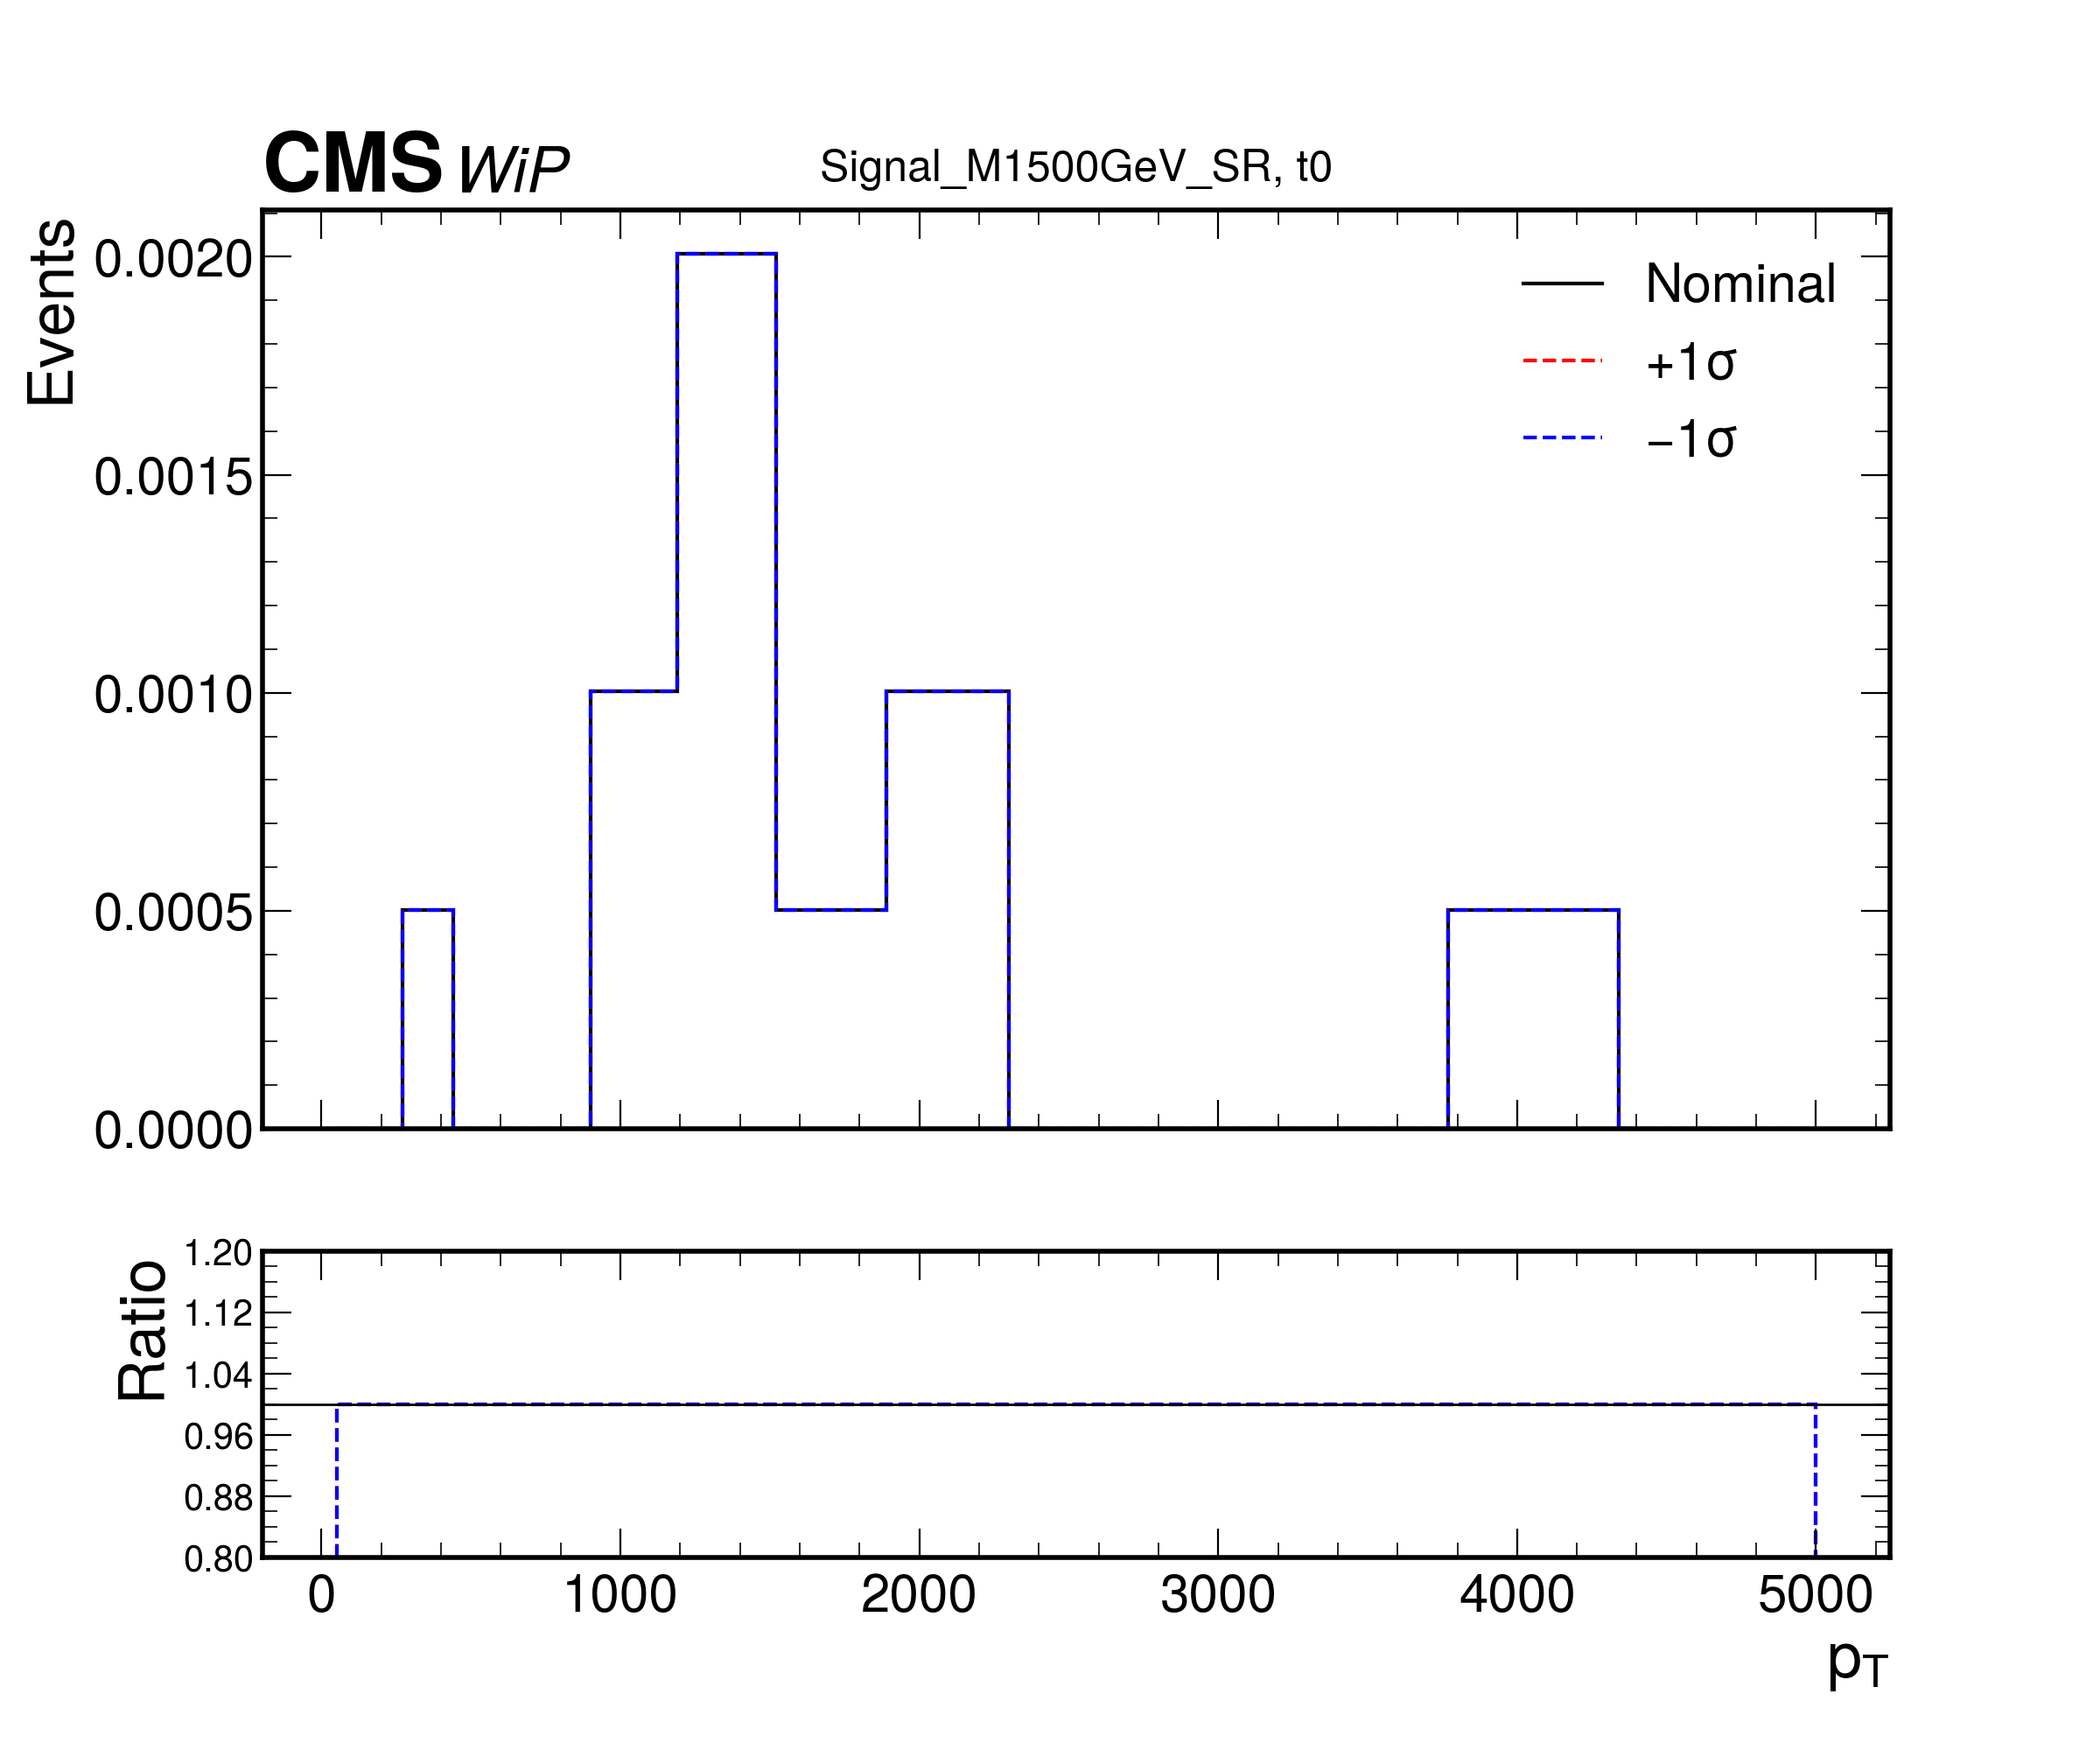 CMS WiP
Signal_M1500GeV_SR, t0
Events
0.0020
0.0015
0.0010
0.0005
0.0000
Nominal
+1σ
−1σ
Ratio
1.20
1.12
1.04
0.96
0.88
0.80
0 1000 2000 3000 4000 5000
pT